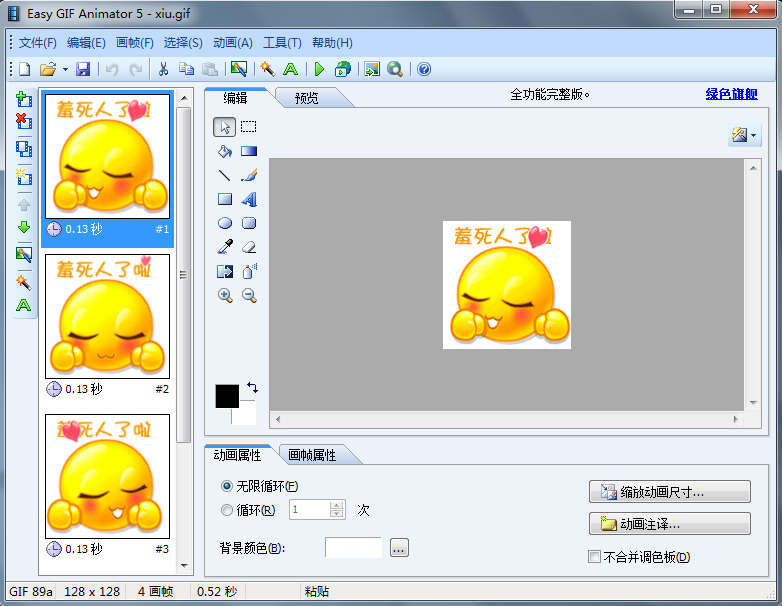 Easy GIF Animator 5 - xiu.gif
文件(F) 编辑(E) 画帧(F) 选择(S) 动画(A) 工具(T) 帮助(H)
编辑 预览 全功能完整版。 绿色旗舰
羞死人了啦
0.13 秒 #1
羞死人了啦
0.13 秒 #2
羞死人了啦
0.13 秒 #3
羞死人了啦
动画属性 画帧属性
无限循环(F)
循环(R) 1 次
背景颜色(B): ...
缩放动画尺寸...
动画注译...
不合并调色板(D)
GIF 89a 128 x 128 4 画帧 0.52 秒 粘贴